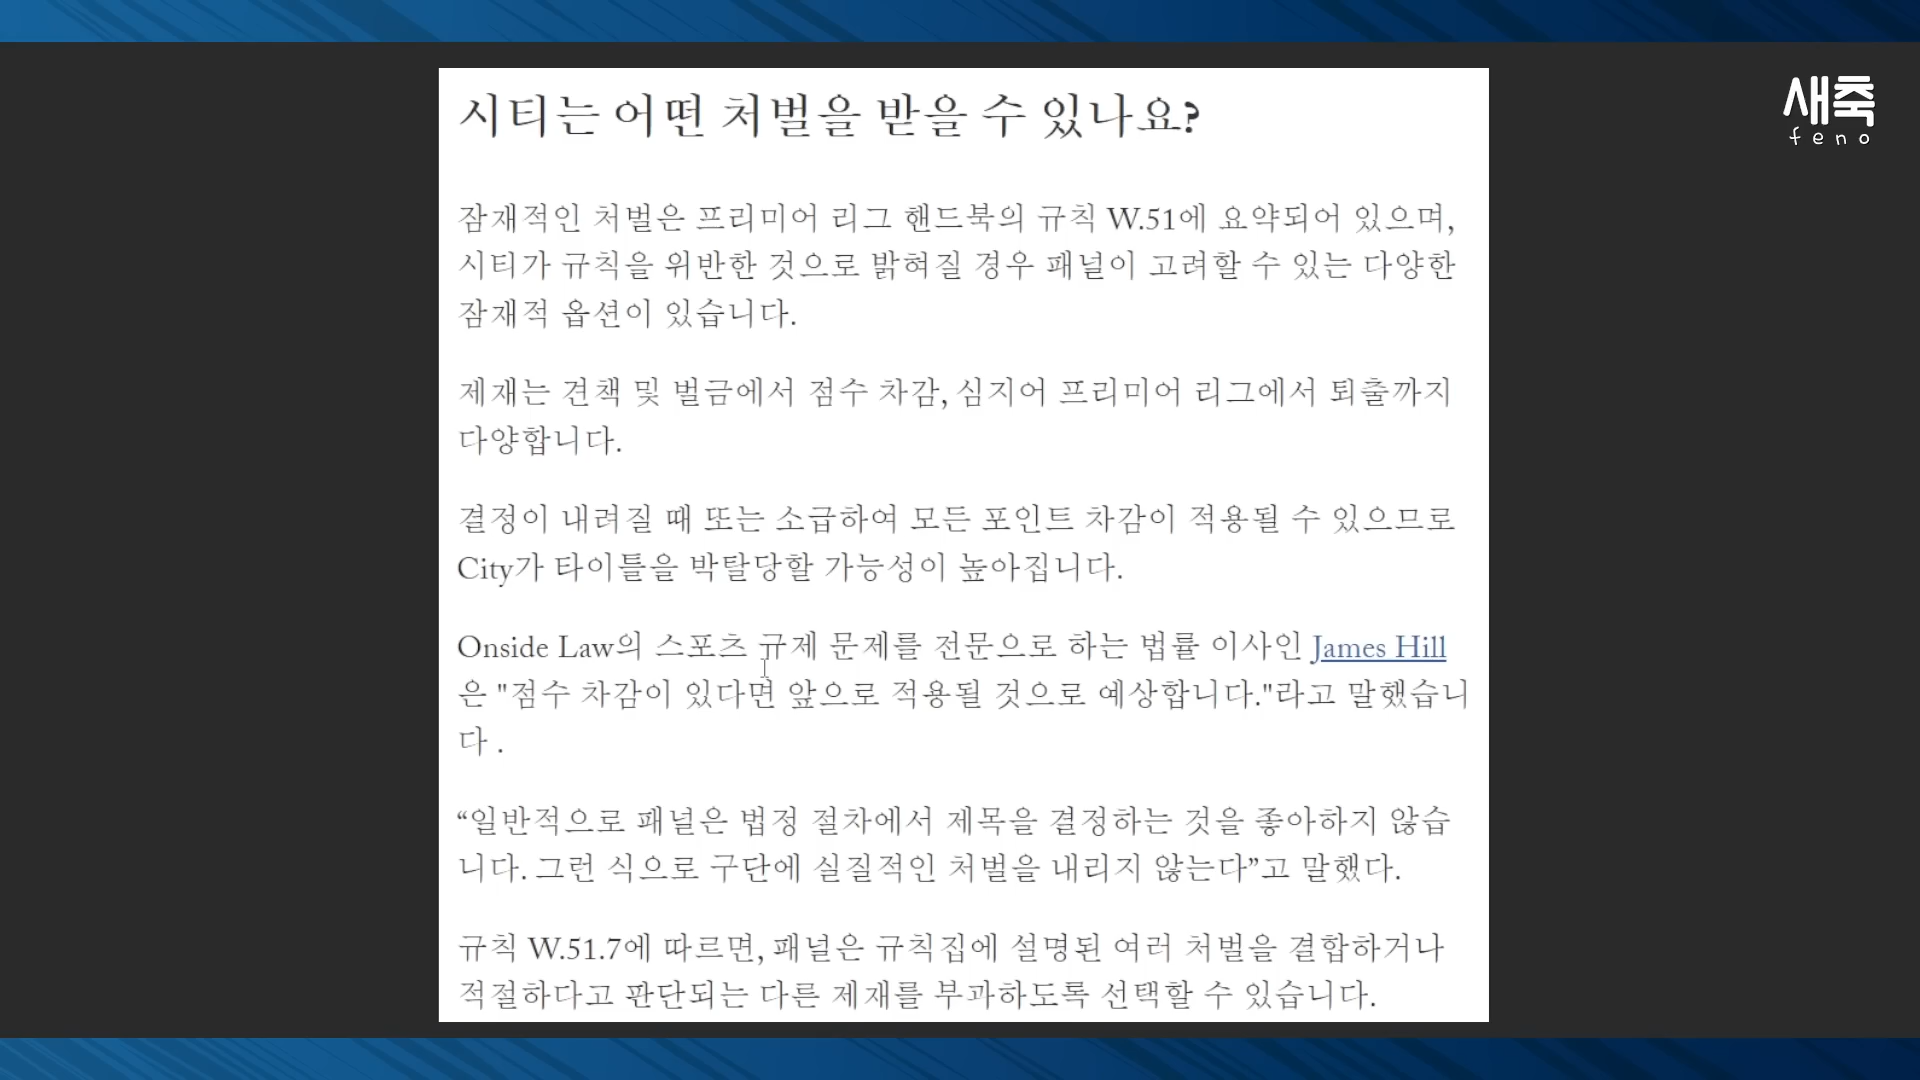 새축
feno
시티는 어떤 처벌을 받을 수 있나요?
잠재적인 처벌은 프리미어 리그 핸드북의 규칙 W.51에 요약되어 있으며,
시티가 규칙을 위반한 것으로 밝혀질 경우 패널이 고려할 수 있는 다양한
잠재적 옵션이 있습니다.
제재는 견책 및 벌금에서 점수 차감, 심지어 프리미어 리그에서 퇴출까지
다양합니다.
결정이 내려질 때 또는 소급하여 모든 포인트 차감이 적용될 수 있으므로
City가 타이틀을 박탈당할 가능성이 높아집니다.
Onside Law의 스포츠 규제 문제를 전문으로 하는 법률 이사인 James Hill
은 "점수 차감이 있다면 앞으로 적용될 것으로 예상합니다."라고 말했습니
다 .
“일반적으로 패널은 법정 절차에서 제목을 결정하는 것을 좋아하지 않습
니다. 그런 식으로 구단에 실질적인 처벌을 내리지 않는다”고 말했다.
규칙 W.51.7에 따르면, 패널은 규칙집에 설명된 여러 처벌을 결합하거나
적절하다고 판단되는 다른 제재를 부과하도록 선택할 수 있습니다.